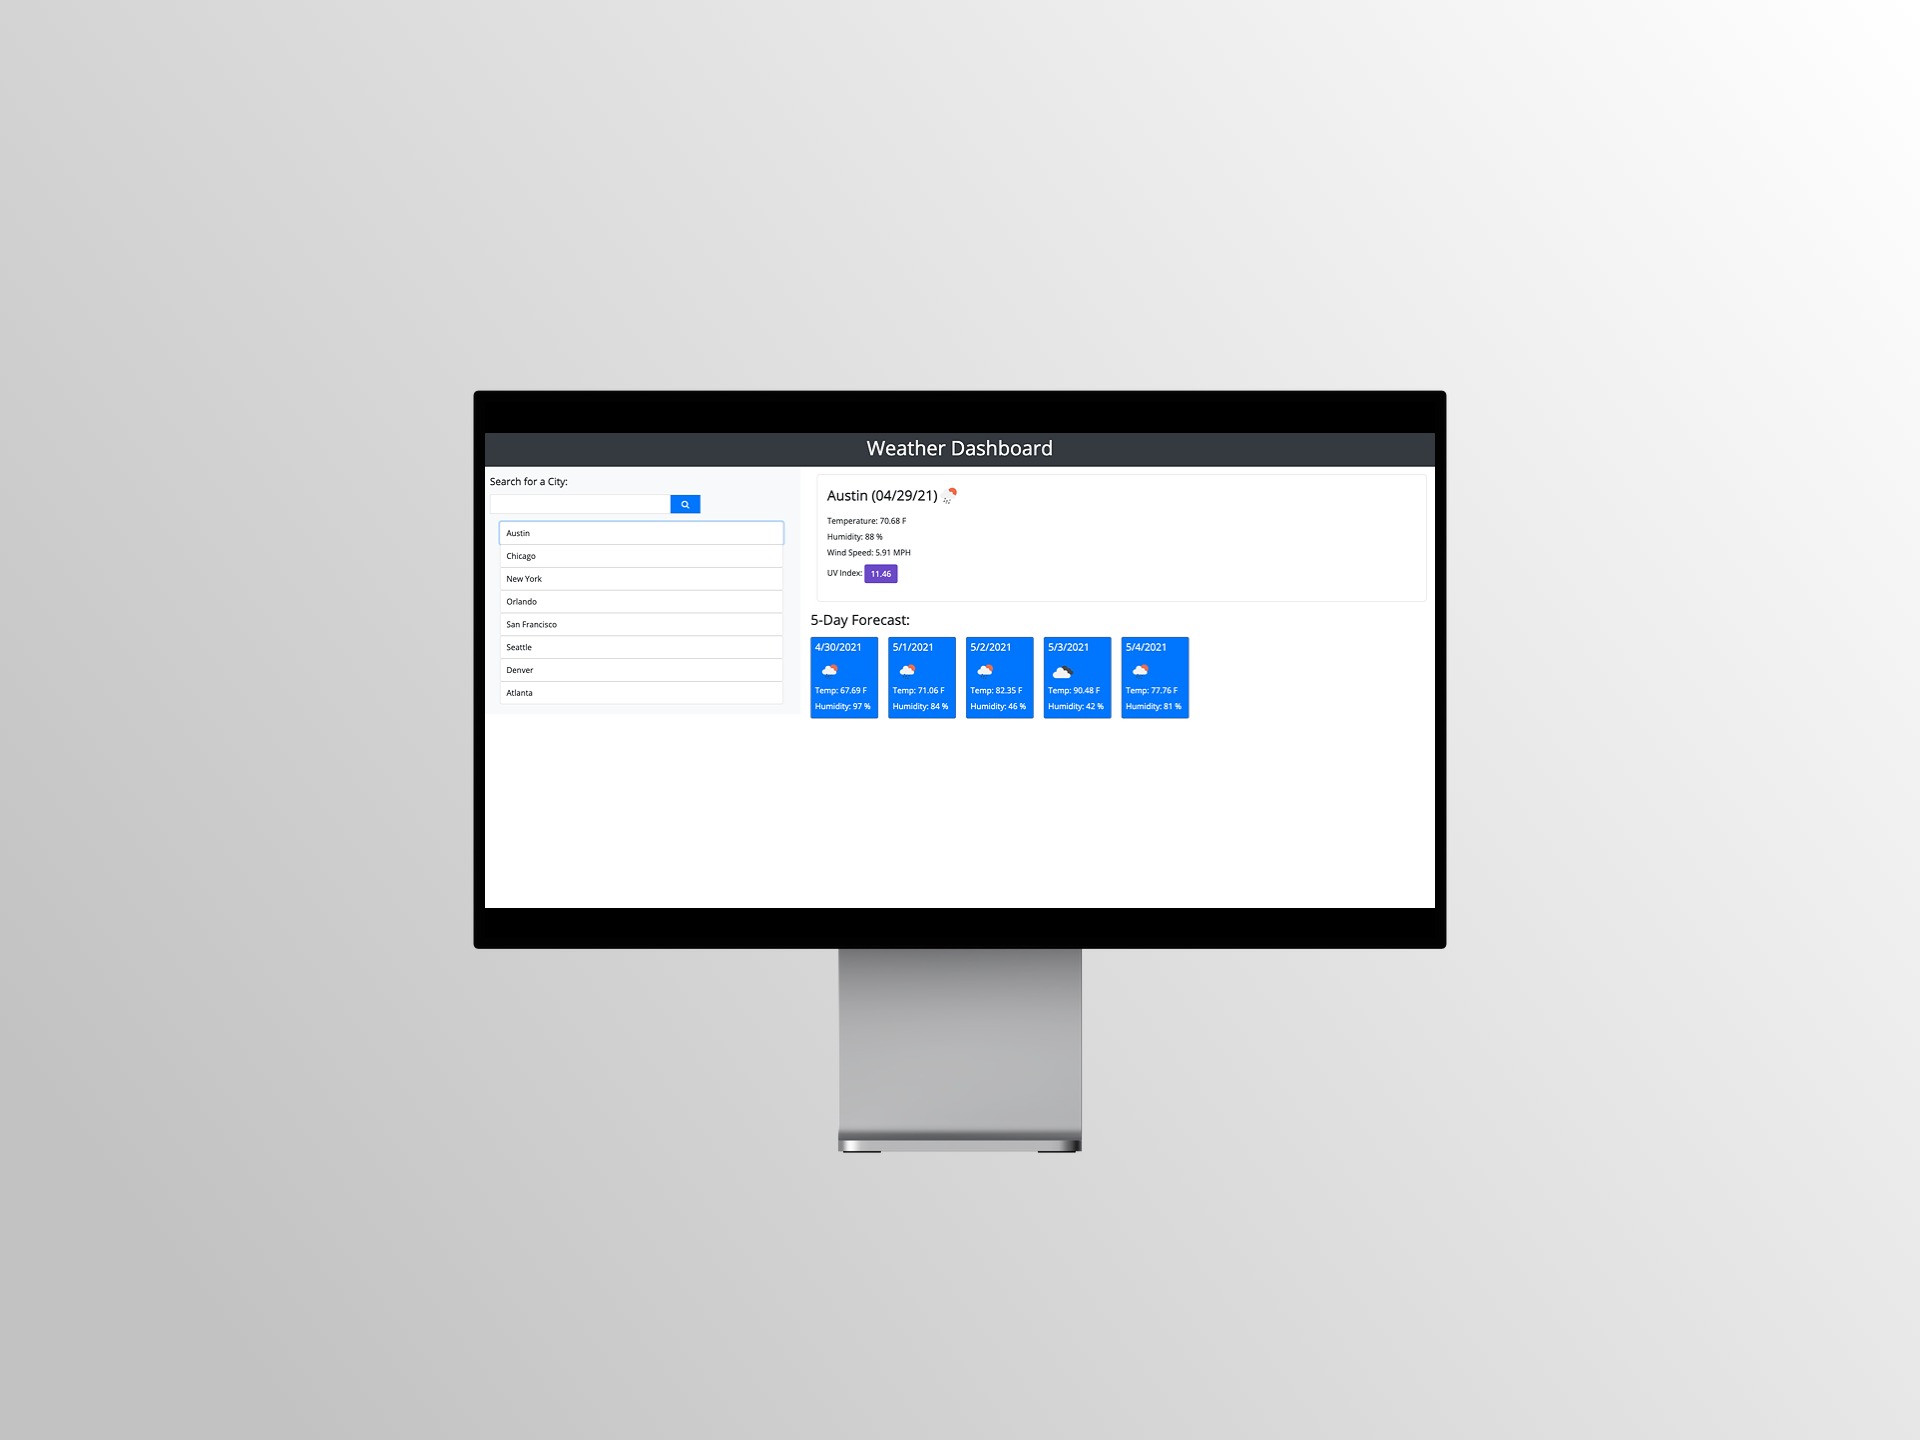 Weather Dashboard
Search for a City:
Austin
Chicago
New York
Orlando
San Francisco
Seattle
Denver
Atlanta
Austin (04/29/21)
Temperature: 70.68 F
Humidity: 88 %
Wind Speed: 5.91 MPH
UV Index: 11.46
5-Day Forecast:
4/30/2021
Temp: 67.69 F
Humidity: 97 %
5/1/2021
Temp: 71.06 F
Humidity: 84 %
5/2/2021
Temp: 82.35 F
Humidity: 46 %
5/3/2021
Temp: 90.48 F
Humidity: 42 %
5/4/2021
Temp: 77.76 F
Humidity: 81 %